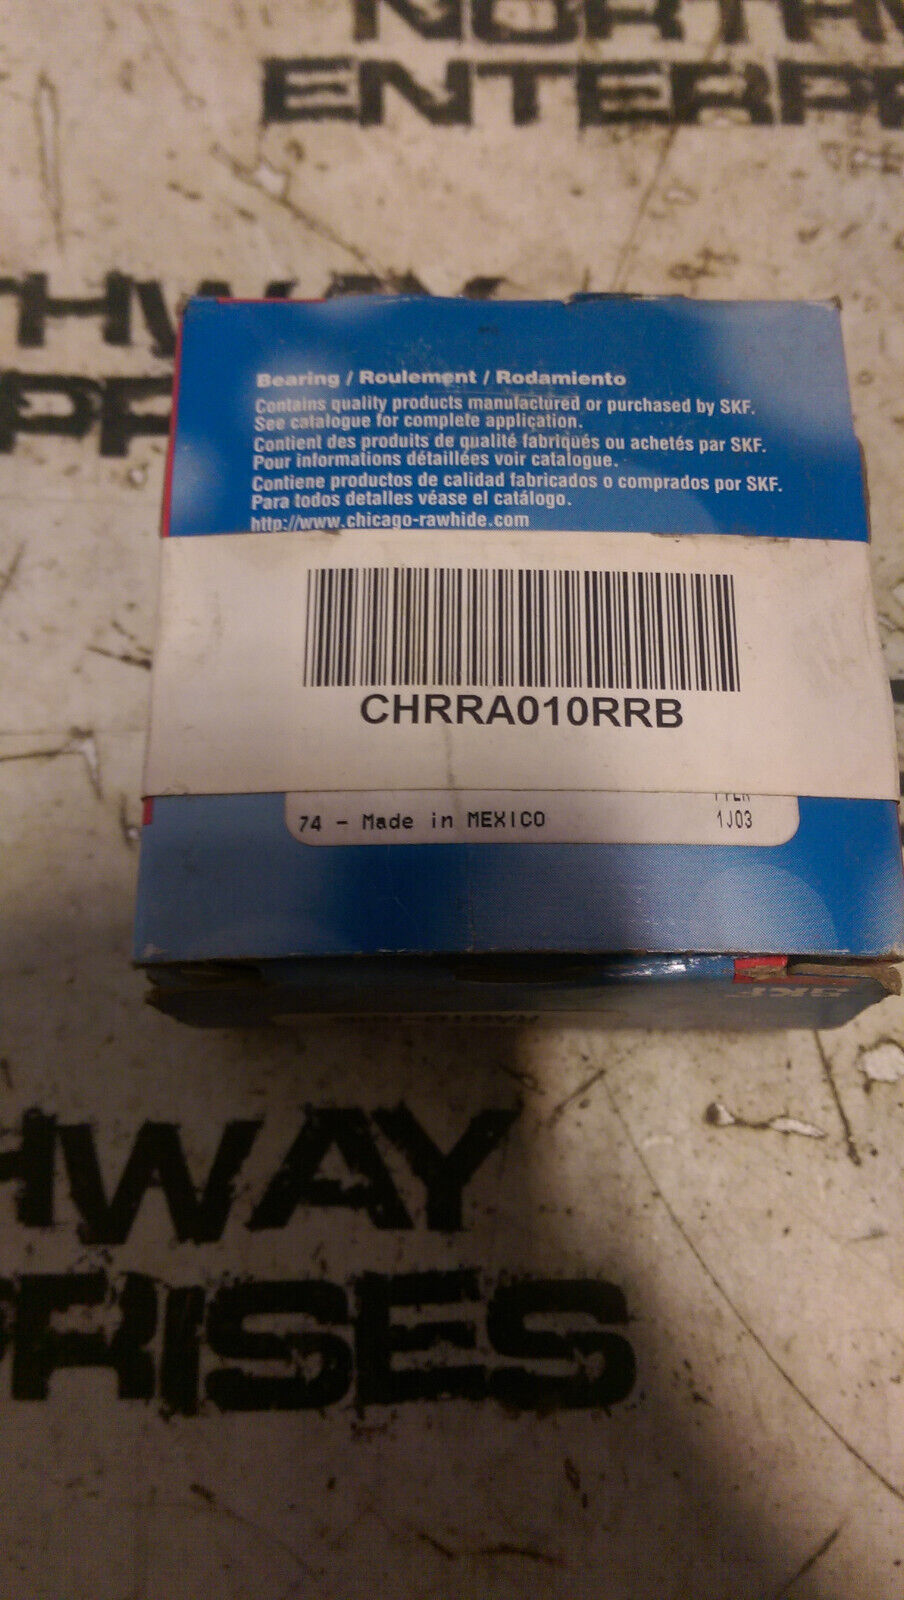 ENTERPR
Bearing / Roulement / Rodamiento
Contains quality products manufactured or purchased by SKF.
See catalogue for complete application.
Contient des produits de qualité fabriqués ou achetés par SKF.
Pour informations détaillées voir catalogue.
Contiene productos de calidad fabricados o comprados por SKF.
Para todos detalles véase el catálogo.
http://www.chicago-rawhide.com
CHRRA010RRB
74 - Made in MEXICO
1J03
SKF
HWAY
PRISES